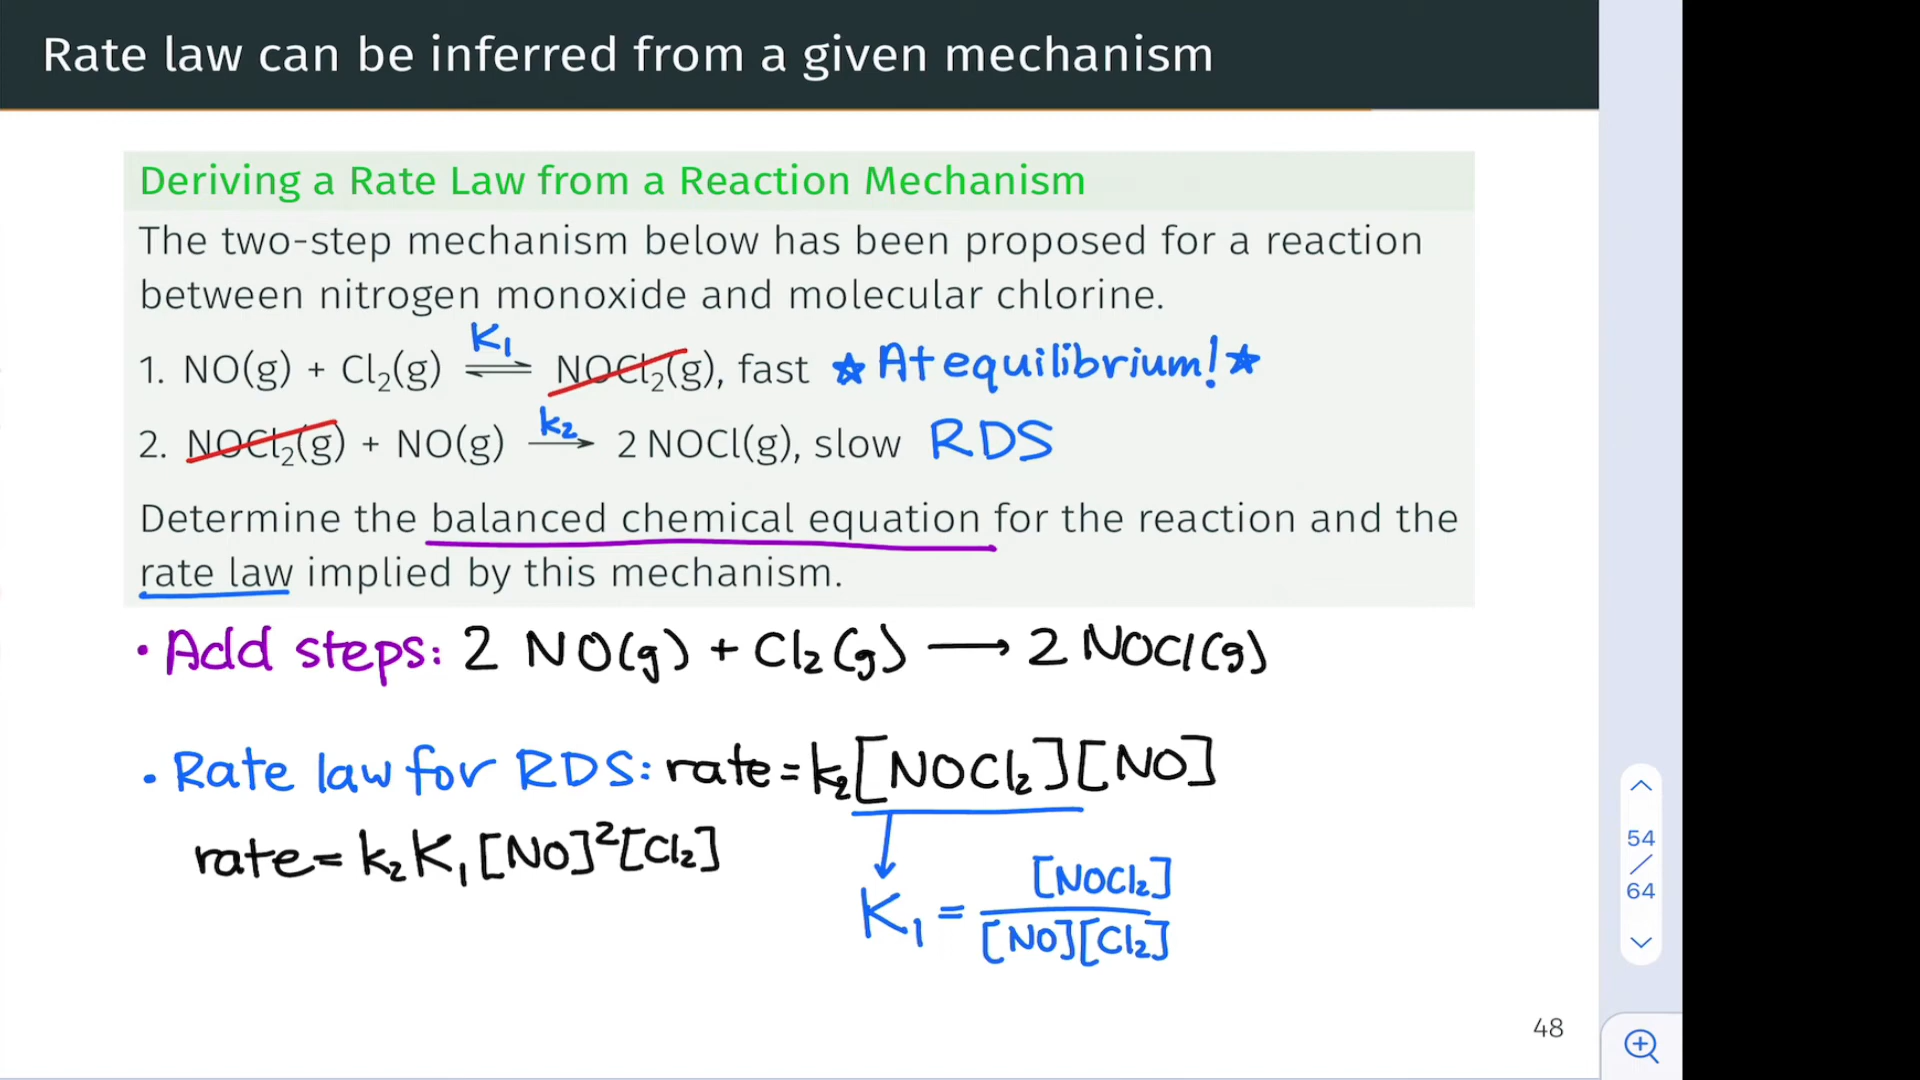 Rate law can be inferred from a given mechanism
Deriving a Rate Law from a Reaction Mechanism
The two-step mechanism below has been proposed for a reaction
between nitrogen monoxide and molecular chlorine.
K₁
1. NO(g) + Cl₂(g) ⇌ NOCl₂(g), fast ★ At equilibrium! ★
k₂
2. NOCl₂(g) + NO(g) → 2 NOCl(g), slow RDS
Determine the balanced chemical equation for the reaction and the
rate law implied by this mechanism.
• Add steps: 2 NO(g) + Cl₂(g) → 2 NOCl(g)
• Rate law for RDS: rate = k₂[NOCl₂][NO]
rate = k₂K₁[NO]²[Cl₂]
K₁ = [NOCl₂] / [NO][Cl₂]
54
/
64
48